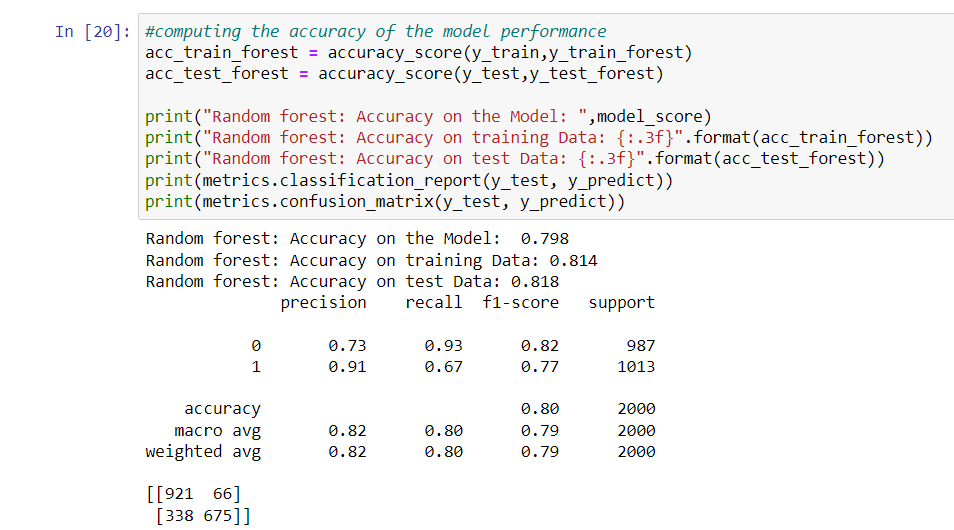 In [20]: #computing the accuracy of the model performance
acc_train_forest = accuracy_score(y_train,y_train_forest)
acc_test_forest = accuracy_score(y_test,y_test_forest)
print("Random forest: Accuracy on the Model: ",model_score)
print("Random forest: Accuracy on training Data: {:.3f}".format(acc_train_forest))
print("Random forest: Accuracy on test Data: {:.3f}".format(acc_test_forest))
print(metrics.classification_report(y_test, y_predict))
print(metrics.confusion_matrix(y_test, y_predict))
Random forest: Accuracy on the Model:  0.798
Random forest: Accuracy on training Data: 0.814
Random forest: Accuracy on test Data: 0.818
precision    recall  f1-score   support
0       0.73      0.93      0.82       987
1       0.91      0.67      0.77      1013
accuracy                           0.80      2000
macro avg       0.82      0.80      0.79      2000
weighted avg       0.82      0.80      0.79      2000
[[921  66]
[338 675]]